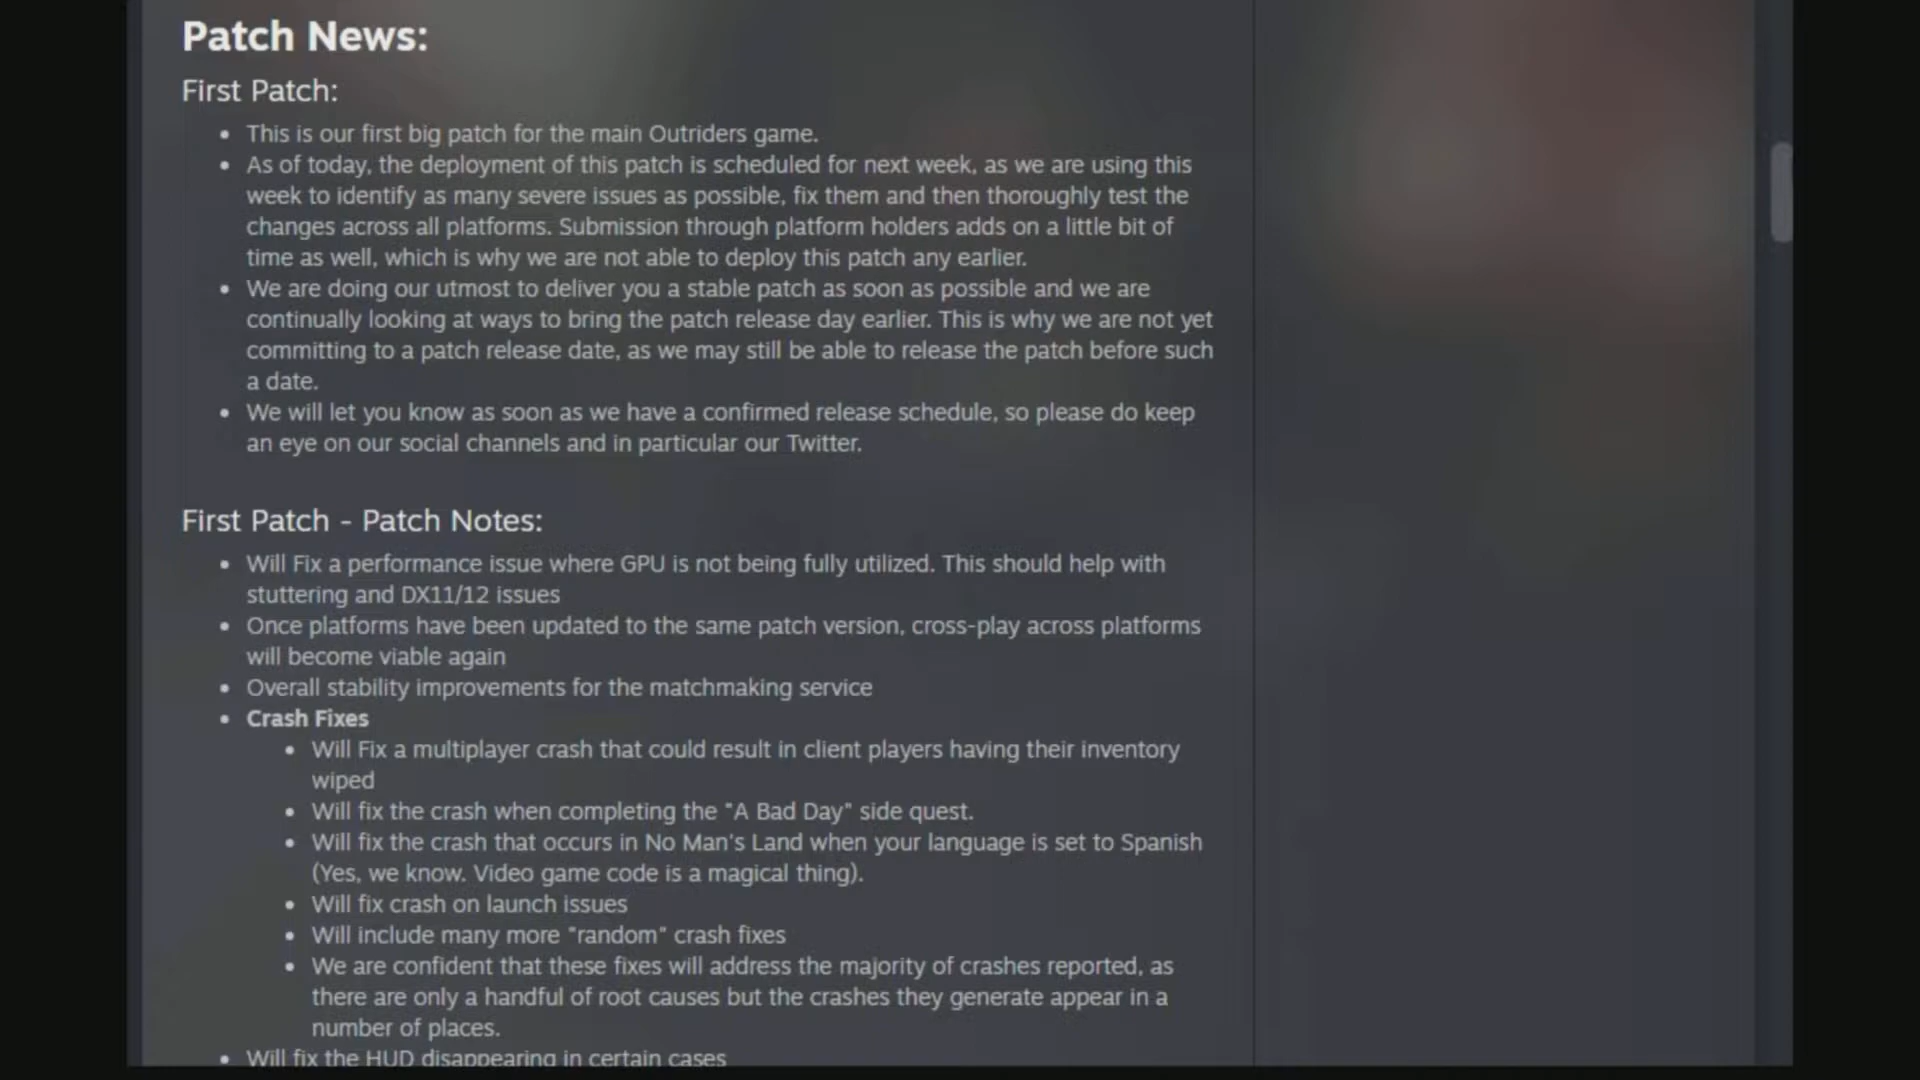 Patch News:
First Patch:
• This is our first big patch for the main Outriders game.
• As of today, the deployment of this patch is scheduled for next week, as we are using this
week to identify as many severe issues as possible, fix them and then thoroughly test the
changes across all platforms. Submission through platform holders adds on a little bit of
time as well, which is why we are not able to deploy this patch any earlier.
• We are doing our utmost to deliver you a stable patch as soon as possible and we are
continually looking at ways to bring the patch release day earlier. This is why we are not yet
committing to a patch release date, as we may still be able to release the patch before such
a date.
• We will let you know as soon as we have a confirmed release schedule, so please do keep
an eye on our social channels and in particular our Twitter.
First Patch - Patch Notes:
• Will Fix a performance issue where GPU is not being fully utilized. This should help with
stuttering and DX11/12 issues
• Once platforms have been updated to the same patch version, cross-play across platforms
will become viable again
• Overall stability improvements for the matchmaking service
• Crash Fixes
• Will Fix a multiplayer crash that could result in client players having their inventory
wiped
• Will fix the crash when completing the "A Bad Day" side quest.
• Will fix the crash that occurs in No Man's Land when your language is set to Spanish
(Yes, we know. Video game code is a magical thing).
• Will fix crash on launch issues
• Will include many more "random" crash fixes
• We are confident that these fixes will address the majority of crashes reported, as
there are only a handful of root causes but the crashes they generate appear in a
number of places.
• Will fix the HUD disappearing in certain cases